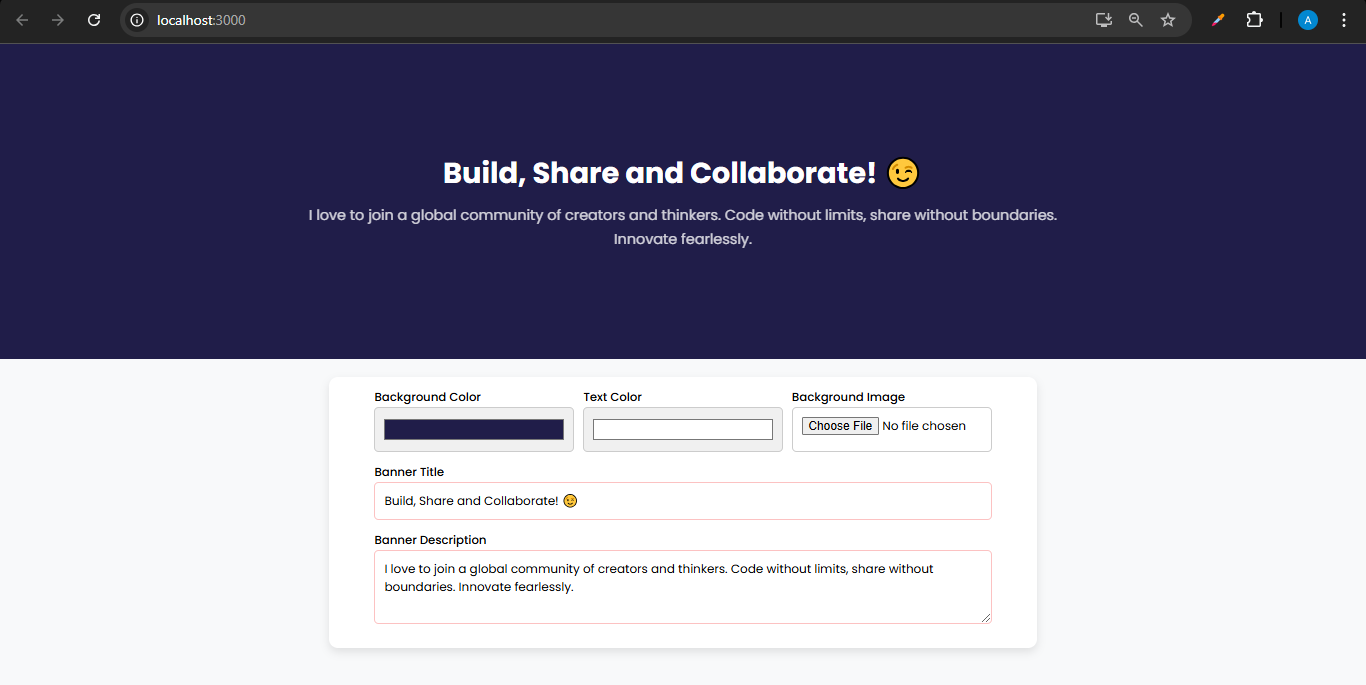 localhost:3000
A
Build, Share and Collaborate! 😉
I love to join a global community of creators and thinkers. Code without limits, share without boundaries.
Innovate fearlessly.
Background Color
Text Color
Background Image
Choose File No file chosen
Banner Title
Build, Share and Collaborate! 😉
Banner Description
I love to join a global community of creators and thinkers. Code without limits, share without
boundaries. Innovate fearlessly.